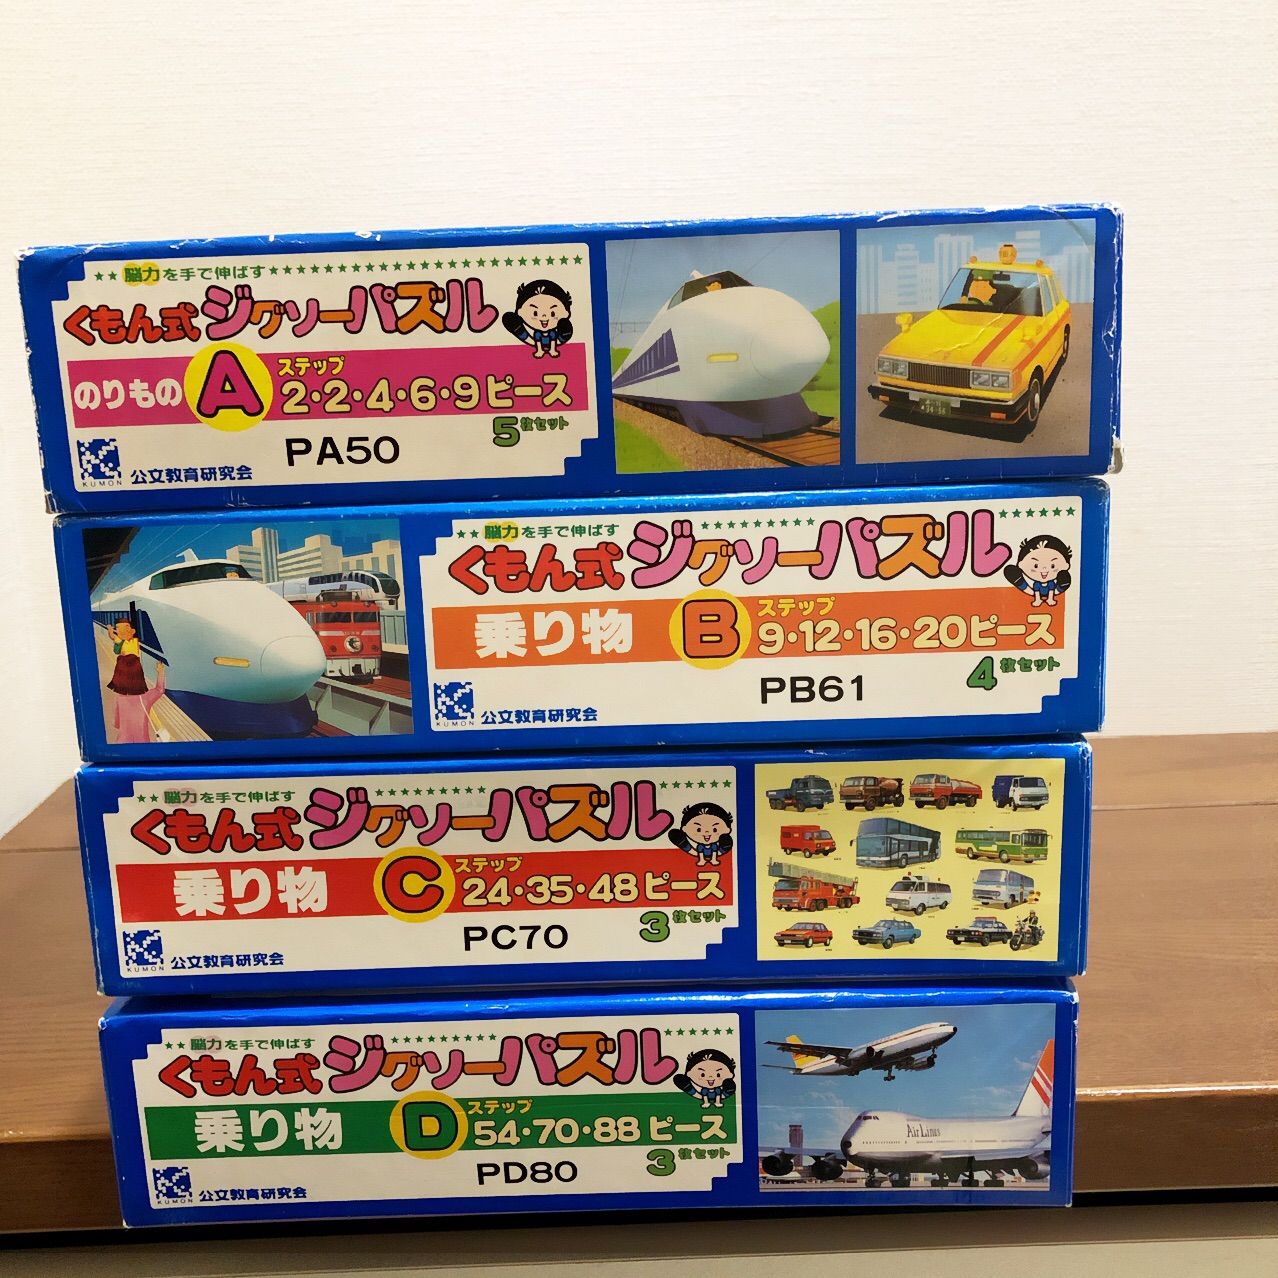 脳力を手で伸ばす
くもん式ジグソーパズル
のりもの A ステップ 2・2・4・6・9ピース
5枚セット
PA50
KUMON 公文教育研究会
脳力を手で伸ばす
くもん式ジグソーパズル
乗り物 B ステップ 9・12・16・20ピース
4枚セット
PB61
KUMON 公文教育研究会
脳力を手で伸ばす
くもん式ジグソーパズル
乗り物 C ステップ 24・35・48ピース
3枚セット
PC70
KUMON 公文教育研究会
脳力を手で伸ばす
くもん式ジグソーパズル
乗り物 D ステップ 54・70・88ピース
3枚セット
PD80
KUMON 公文教育研究会
Air Lines